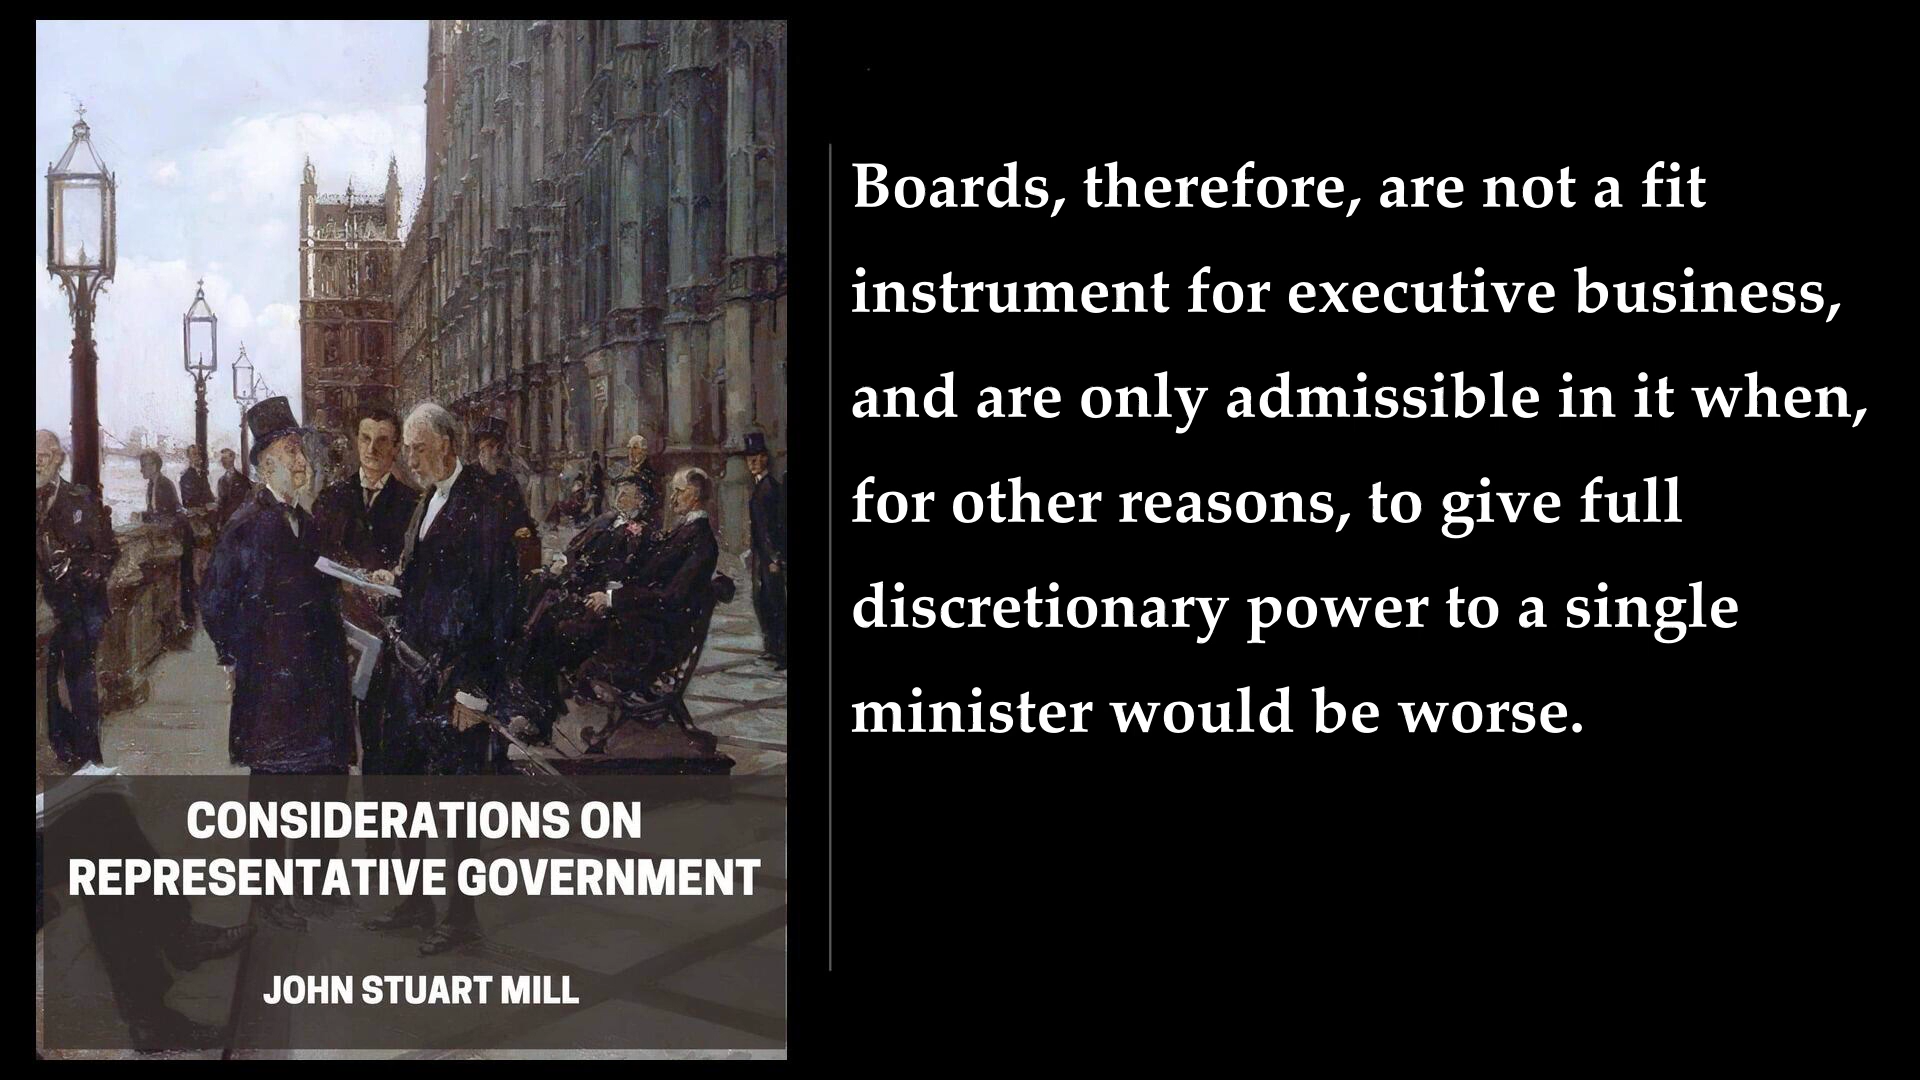 CONSIDERATIONS ON
REPRESENTATIVE GOVERNMENT
JOHN STUART MILL
Boards, therefore, are not a fit
instrument for executive business,
and are only admissible in it when,
for other reasons, to give full
discretionary power to a single
minister would be worse.